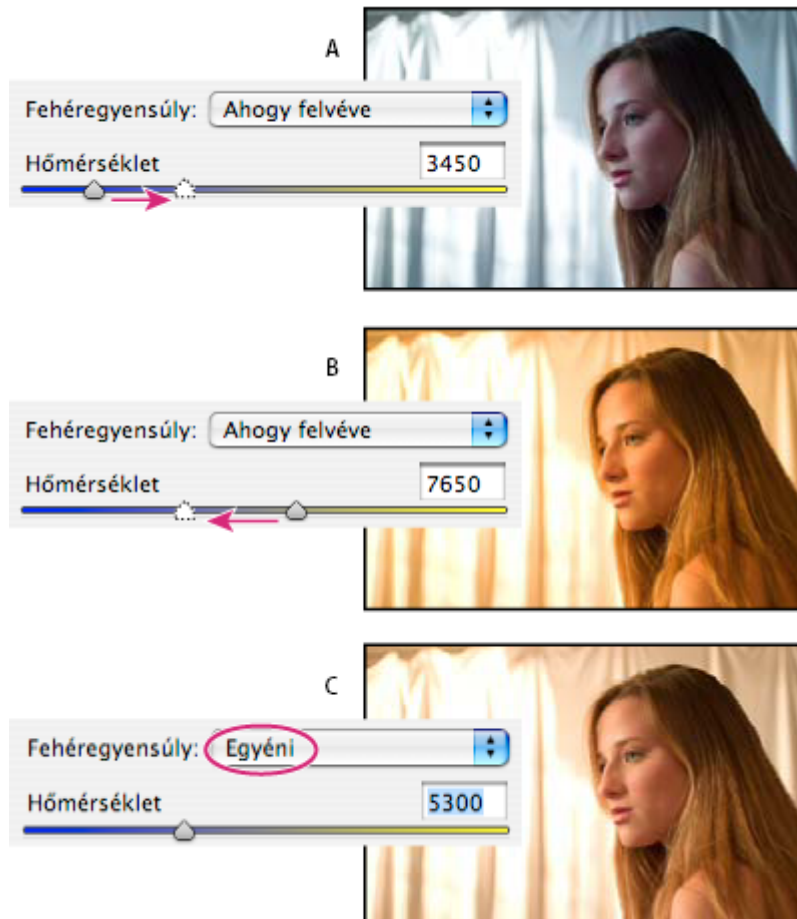 A
Fehéregyensúly: Ahogy felvéve
Hőmérséklet 3450
B
Fehéregyensúly: Ahogy felvéve
Hőmérséklet 7650
C
Fehéregyensúly: Egyéni
Hőmérséklet 5300